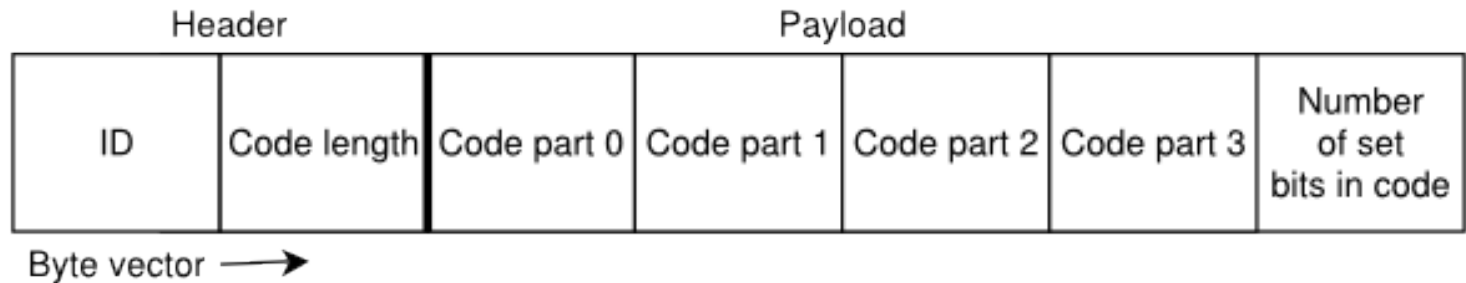 Header
Payload
ID
Code length
Code part 0
Code part 1
Code part 2
Code part 3
Number
of set
bits in code
Byte vector